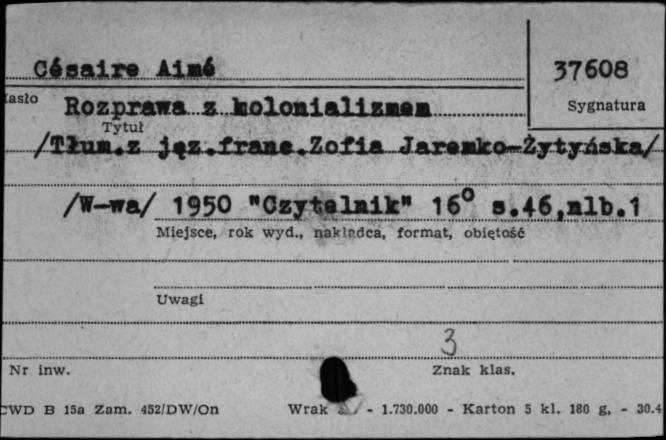 Césaire Aimé
37608
asło
Rozprawa z kolonializmem
Sygnatura
Tytuł
/Tłum.z jęz.franc.Zofia Jaremko-Żytyńska/
/W-wa/ 1950 "Czytelnik" 16° s.46,nlb.1
Miejsce, rok wyd., nakładca, format, objętość
Uwagi
3
Nr inw.
Znak klas.
CWD B 15a Zam. 452/DW/On
Wrak - 1.730.000 - Karton 5 kl. 180 g, - 30.4